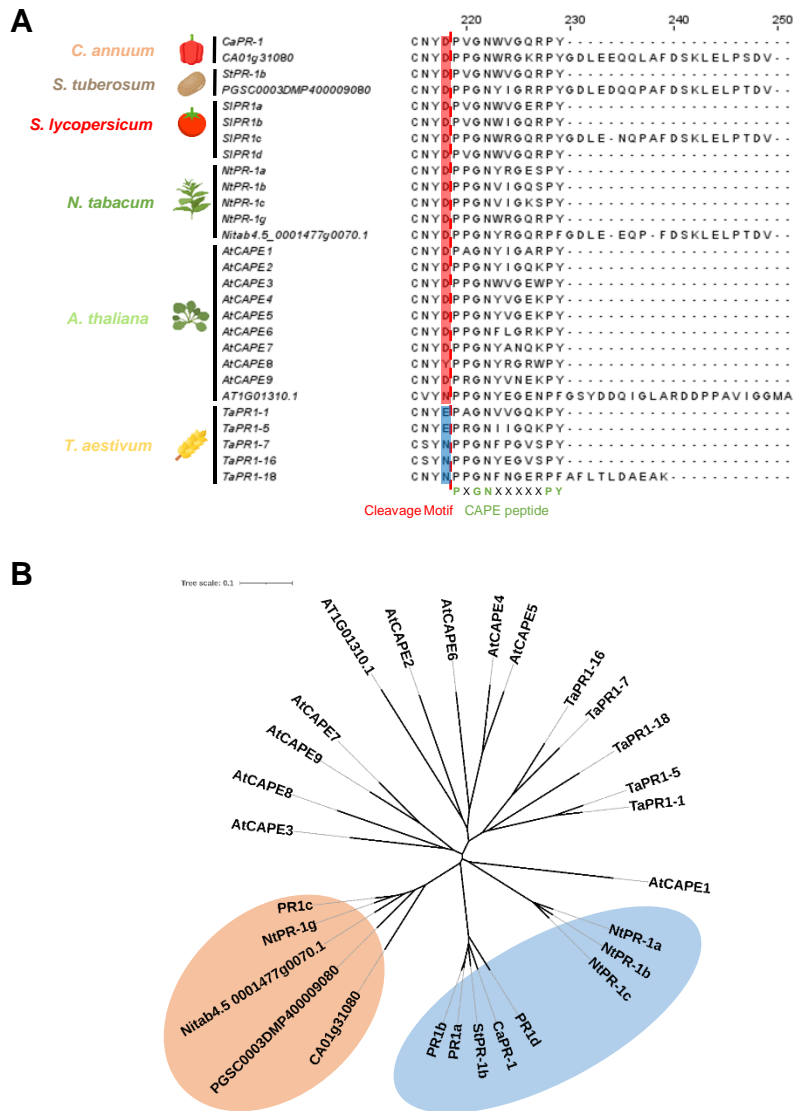 A
220 230 240 250
C. annuum
CaPR-1 CNYDPVGNWVGQRPY----------------------
CA01g31080 CNYDPPGNWRGKRPYGDLEEQQLAFDSKLELPSDV--
S. tuberosum
StPR-1b CNYDPPGNWVGQRPY----------------------
PGSC0003DMP400009080 CNYDPPGNYIGRRPYGDLEDQQPAFDSKLELPTDV--
S. lycopersicum
SlPR1a CNYDPVGNWVGERPY----------------------
SlPR1b CNYDPVGNWIGQRPY----------------------
SlPR1c CNYDPPGNWRGQRPYGDLE-NQPAFDSKLELPTDV--
SlPR1d CNYDPVGNWVGQRPY----------------------
N. tabacum
NtPR-1a CNYDPPGNYRGESPY----------------------
NtPR-1b CNYDPPGNVIGQSPY----------------------
NtPR-1c CNYDPPGNVIGKSPY----------------------
NtPR-1g CNYDPPGNWRGQRPY----------------------
Nitab4.5_0001477g0070.1 CNYDPPGNYRGQRPFGDLE-EQP-FDSKLELPTDV--
A. thaliana
AtCAPE1 CNYDPAGNYIGARPY----------------------
AtCAPE2 CNYDPPGNYIGQKPY----------------------
AtCAPE3 CNYDPPGNWVGEWPY----------------------
AtCAPE4 CNYDPPGNYVGEKPY----------------------
AtCAPE5 CNYDPPGNYVGEKPY----------------------
AtCAPE6 CNYDPPGNFLGRKPY----------------------
AtCAPE7 CNYDPPGNYANQKPY----------------------
AtCAPE8 CNYYPPGNYRGRWPY----------------------
AtCAPE9 CNYDPRGNYVNEKPY----------------------
AT1G01310.1 CVYNPPGNYEGENPFGSYDDQIGLARDDPPAVIGGMA
T. aestivum
TaPR1-1 CNYEPAGNVVGQKPY----------------------
TaPR1-5 CNYEPRGNIIGQKPY----------------------
TaPR1-7 CSYNPPGNFPGVSPY----------------------
TaPR1-16 CSYNPPGNYEGVSPY----------------------
TaPR1-18 CNYNPPGNFNGERPFAFLTLDAEAK------------
PXGNXXXXXPY
Cleavage Motif CAPE peptide
B
Tree scale: 0.1
AT1G01310.1
AtCAPE2
AtCAPE6
AtCAPE4
AtCAPE5
TaPR1-16
TaPR1-7
TaPR1-18
TaPR1-5
TaPR1-1
AtCAPE7
AtCAPE9
AtCAPE8
AtCAPE3
AtCAPE1
PR1c
NtPR-1g
Nitab4.5 0001477g0070.1
PGSC0003DMP400009080
CA01g31080
PR1b
PR1a
StPR-1b
CaPR-1
PR1d
NtPR-1a
NtPR-1b
NtPR-1c